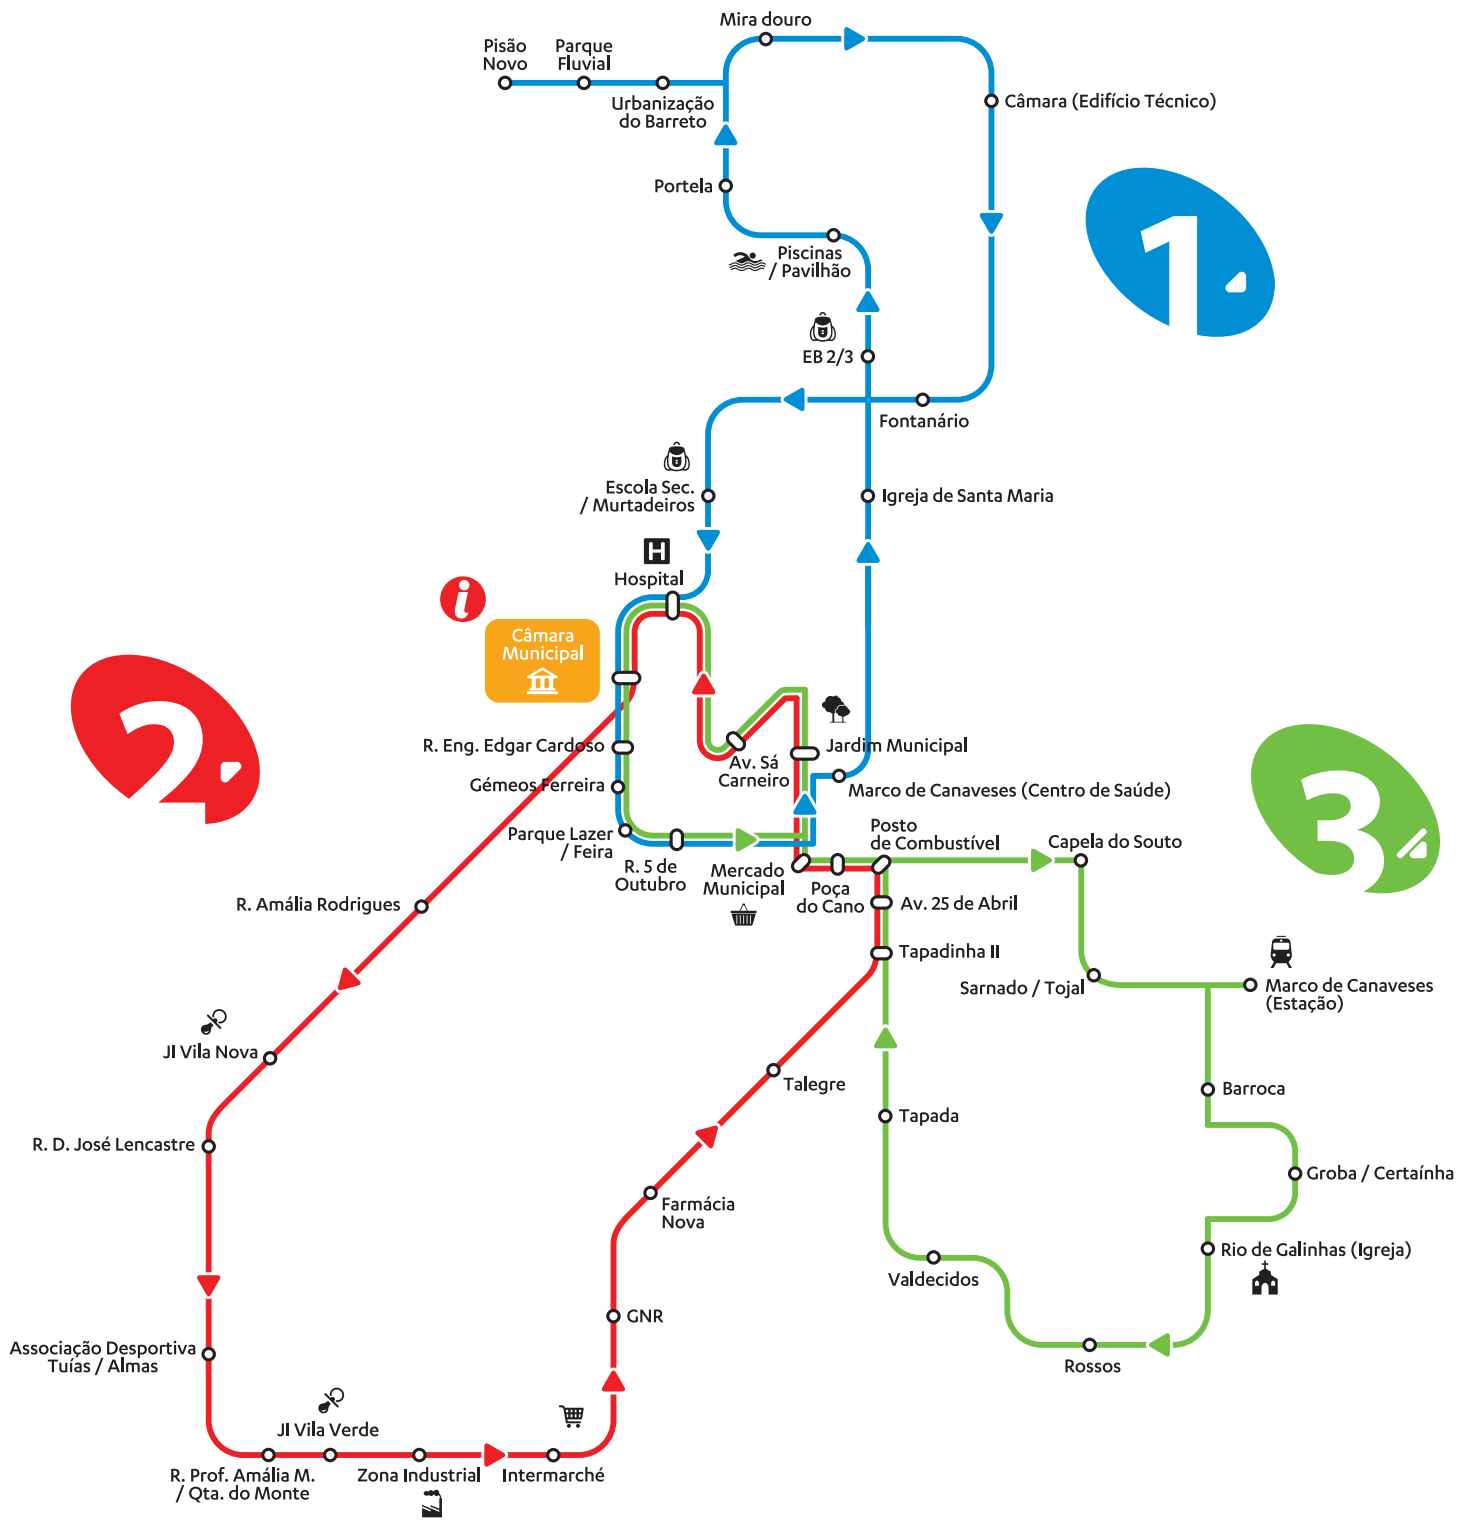 Mira douro
Pisão
Novo
Parque
Fluvial
Urbanização
do Barreto
Câmara (Edifício Técnico)
Portela
1
Piscinas
/ Pavilhão
EB 2/3
Fontanário
Escola Sec.
/ Murtadeiros
Igreja de Santa Maria
H
Hospital
i
Câmara
Municipal
2
R. Eng. Edgar Cardoso
Jardim Municipal
Av. Sá
Carneiro
Gémeos Ferreira
Marco de Canaveses (Centro de Saúde)
3
Parque Lazer
/ Feira
R. 5 de
Outubro
Mercado
Municipal
Poça
do Cano
Posto
de Combustível
Capela do Souto
R. Amália Rodrigues
Av. 25 de Abril
Tapadinha II
Sarnado / Tojal
Marco de Canaveses
(Estação)
JI Vila Nova
Talegre
Barroca
Tapada
R. D. José Lencastre
Groba / Certaínha
Farmácia
Nova
Rio de Galinhas (Igreja)
Valdecidos
GNR
Associação Desportiva
Tuías / Almas
Rossos
JI Vila Verde
R. Prof. Amália M.
/ Qta. do Monte
Zona Industrial
Intermarché